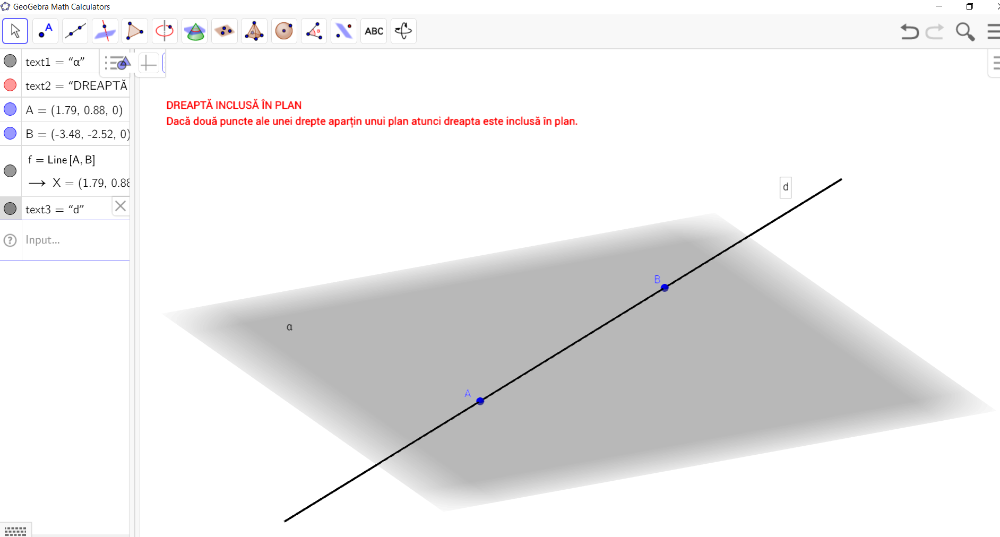 GeoGebra Math Calculators
A
α
ABC
text1 = “α”
text2 = “DREAPTĂ
A = (1.79, 0.88, 0)
B = (-3.48, -2.52, 0)
f = Line [A, B]
→ X = (1.79, 0.88
text3 = “d”
Input...
DREAPTĂ INCLUSĂ ÎN PLAN
Dacă două puncte ale unei drepte aparțin unui plan atunci dreapta este inclusă în plan.
d
B
α
A